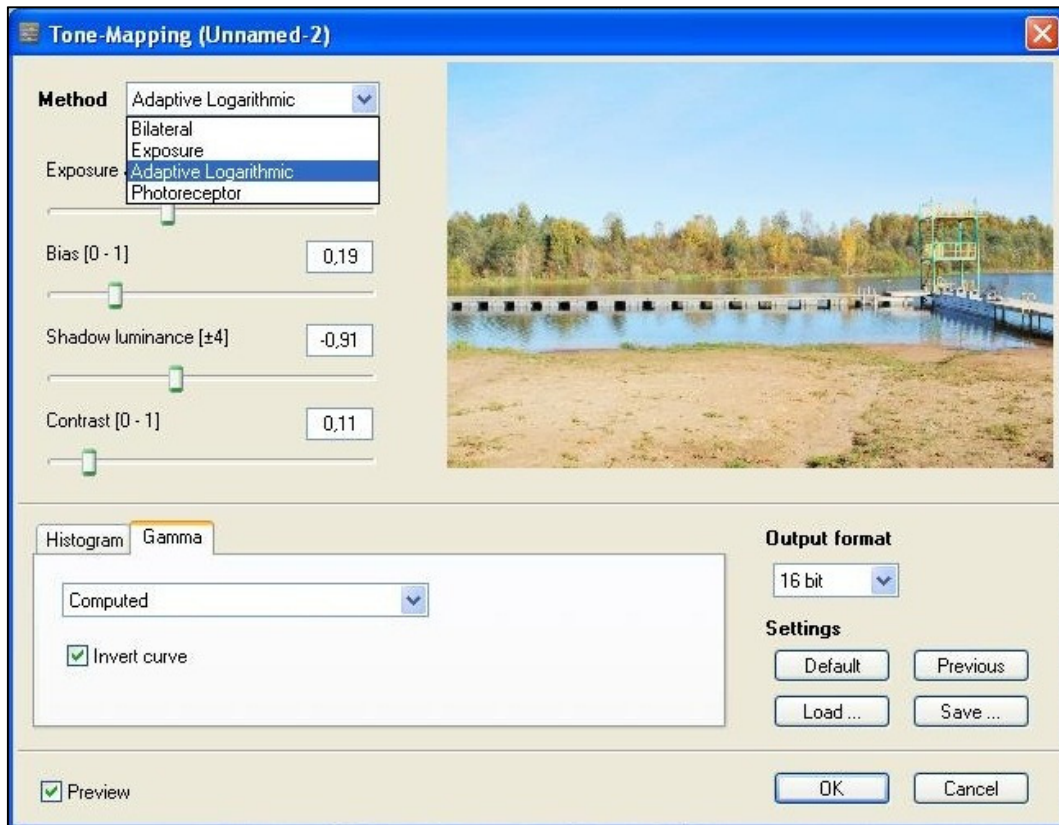 Tone-Mapping (Unnamed-2)
Method Adaptive Logarithmic
Bilateral
Exposure
Adaptive Logarithmic
Photoreceptor
Exposure
Bias [0 - 1] 0,19
Shadow luminance [±4] -0,91
Contrast [0 - 1] 0,11
Histogram Gamma
Computed
Invert curve
Output format
16 bit
Settings
Default Previous
Load ... Save ...
Preview
OK Cancel